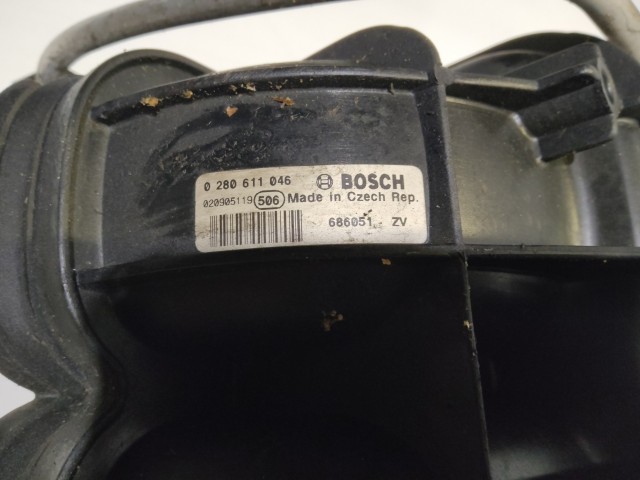 0 280 611 046 BOSCH
020905119 506 Made in Czech Rep.
686051 - ZV